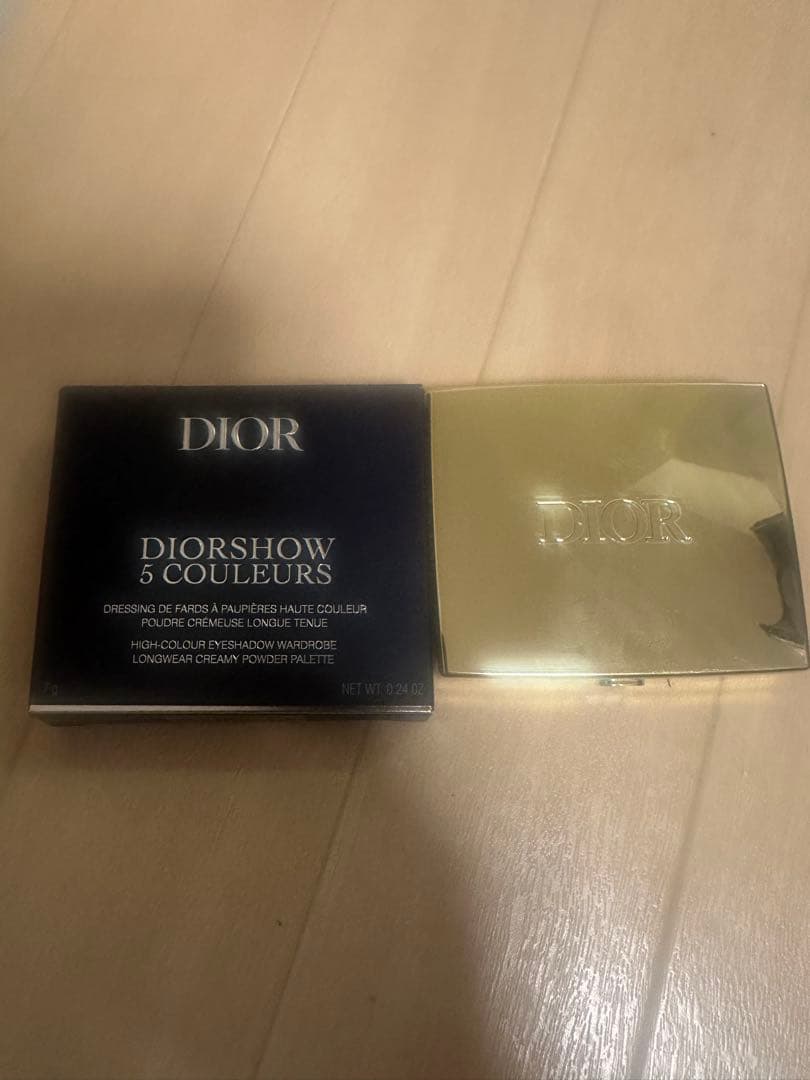 DIOR
DIORSHOW
5 COULEURS
DRESSING DE FARDS À PAUPIÈRES HAUTE COULEUR
POUDRE CRÉMEUSE LONGUE TENUE
HIGH-COLOUR EYESHADOW WARDROBE
LONGWEAR CREAMY POWDER PALETTE
7 g NET WT. 0.24 OZ
DIOR